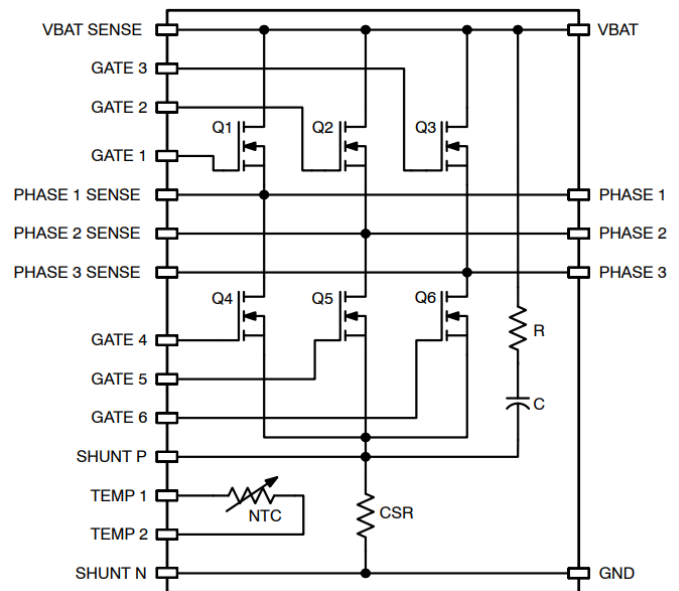 VBAT SENSE
VBAT
GATE 3
GATE 2
Q1
Q2
Q3
GATE 1
PHASE 1 SENSE
PHASE 1
PHASE 2 SENSE
PHASE 2
PHASE 3 SENSE
PHASE 3
Q4
Q5
Q6
R
GATE 4
GATE 5
C
GATE 6
SHUNT P
TEMP 1
NTC
CSR
TEMP 2
SHUNT N
GND